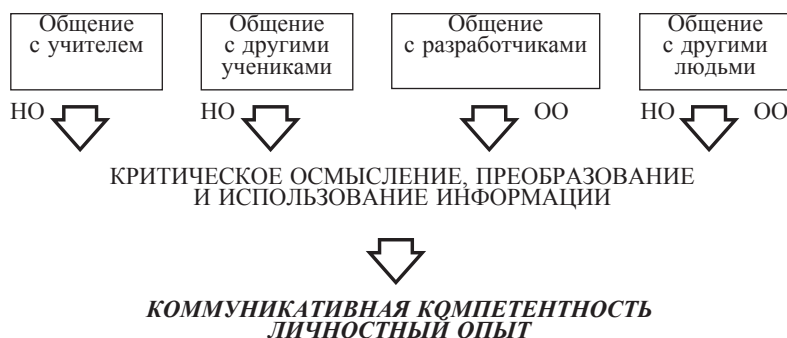 Общение
с учителем
Общение
с другими
учениками
Общение
с разработчиками
Общение
с другими
людьми
НО
НО
ОО
НО
ОО
КРИТИЧЕСКОЕ ОСМЫСЛЕНИЕ, ПРЕОБРАЗОВАНИЕ
И ИСПОЛЬЗОВАНИЕ ИНФОРМАЦИИ
КОММУНИКАТИВНАЯ КОМПЕТЕНТНОСТЬ
ЛИЧНОСТНЫЙ ОПЫТ